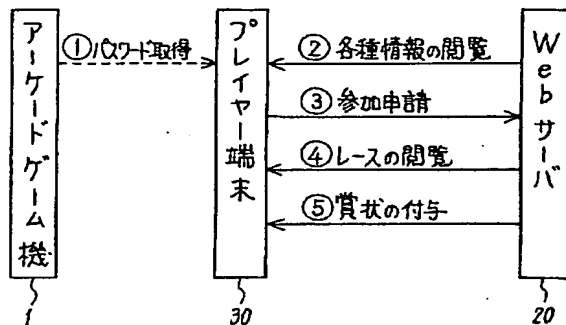 アーケードゲーム機
①パスワード取得
プレイヤー端末
②各種情報の閲覧
③参加申請
④レースの閲覧
⑤賞状の付与
Webサーバ
1
30
20